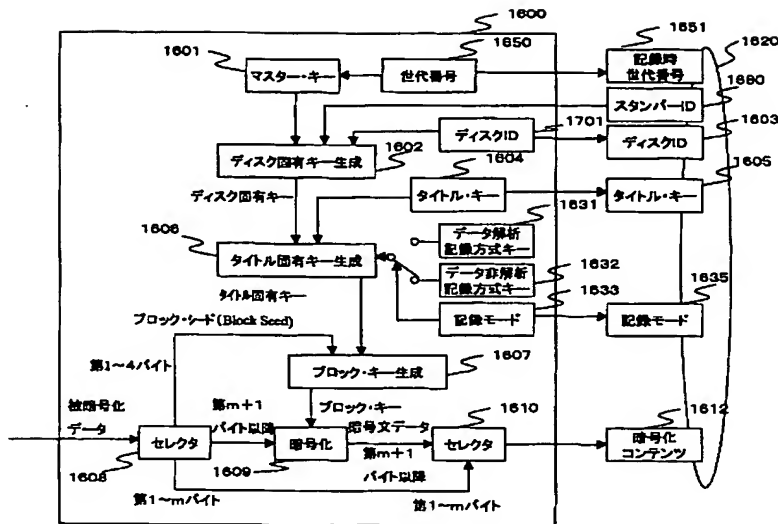 1600
1601
1650
1651
1620
マスター・キー
世代番号
記録時
世代番号
1680
スタンパーID
1701
1603
ディスクID
ディスクID
1602
1604
ディスク固有キー生成
1605
ディスク固有キー
タイトル・キー
タイトル・キー
1631
1606
データ解析
記録方式キー
タイトル固有キー生成
1632
データ非解析
記録方式キー
1633
1635
タイトル固有キー
記録モード
記録モード
ブロック・シード(Block Seed)
1607
第1～4バイト
ブロック・キー生成
被暗号化
データ
第m+1
バイト以降
ブロック・キー
暗号文データ
1610
1612
セレクタ
暗号化
セレクタ
暗号化
コンテンツ
1608
1609
第m+1
バイト以降
第1～mバイト
第1～mバイト